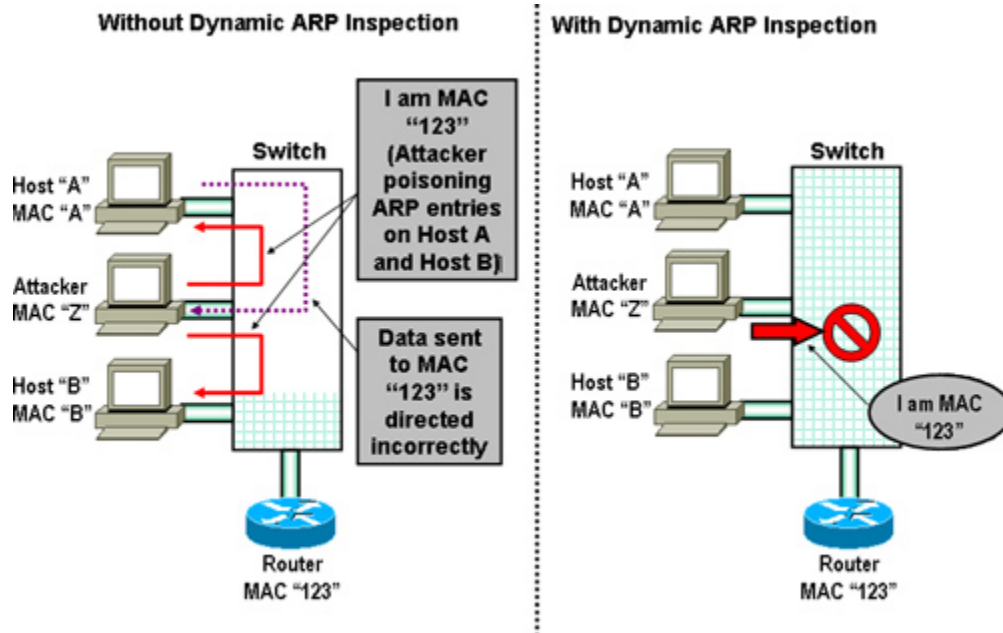 Without Dynamic ARP Inspection
I am MAC
“123”
(Attacker
poisoning
ARP entries
on Host A
and Host B)
Switch
Host “A”
MAC “A”
Attacker
MAC “Z”
Host “B”
MAC “B”
Data sent
to MAC
“123” is
directed
incorrectly
Router
MAC “123”
With Dynamic ARP Inspection
Switch
Host “A”
MAC “A”
Attacker
MAC “Z”
Host “B”
MAC “B”
I am MAC
“123”
Router
MAC “123”